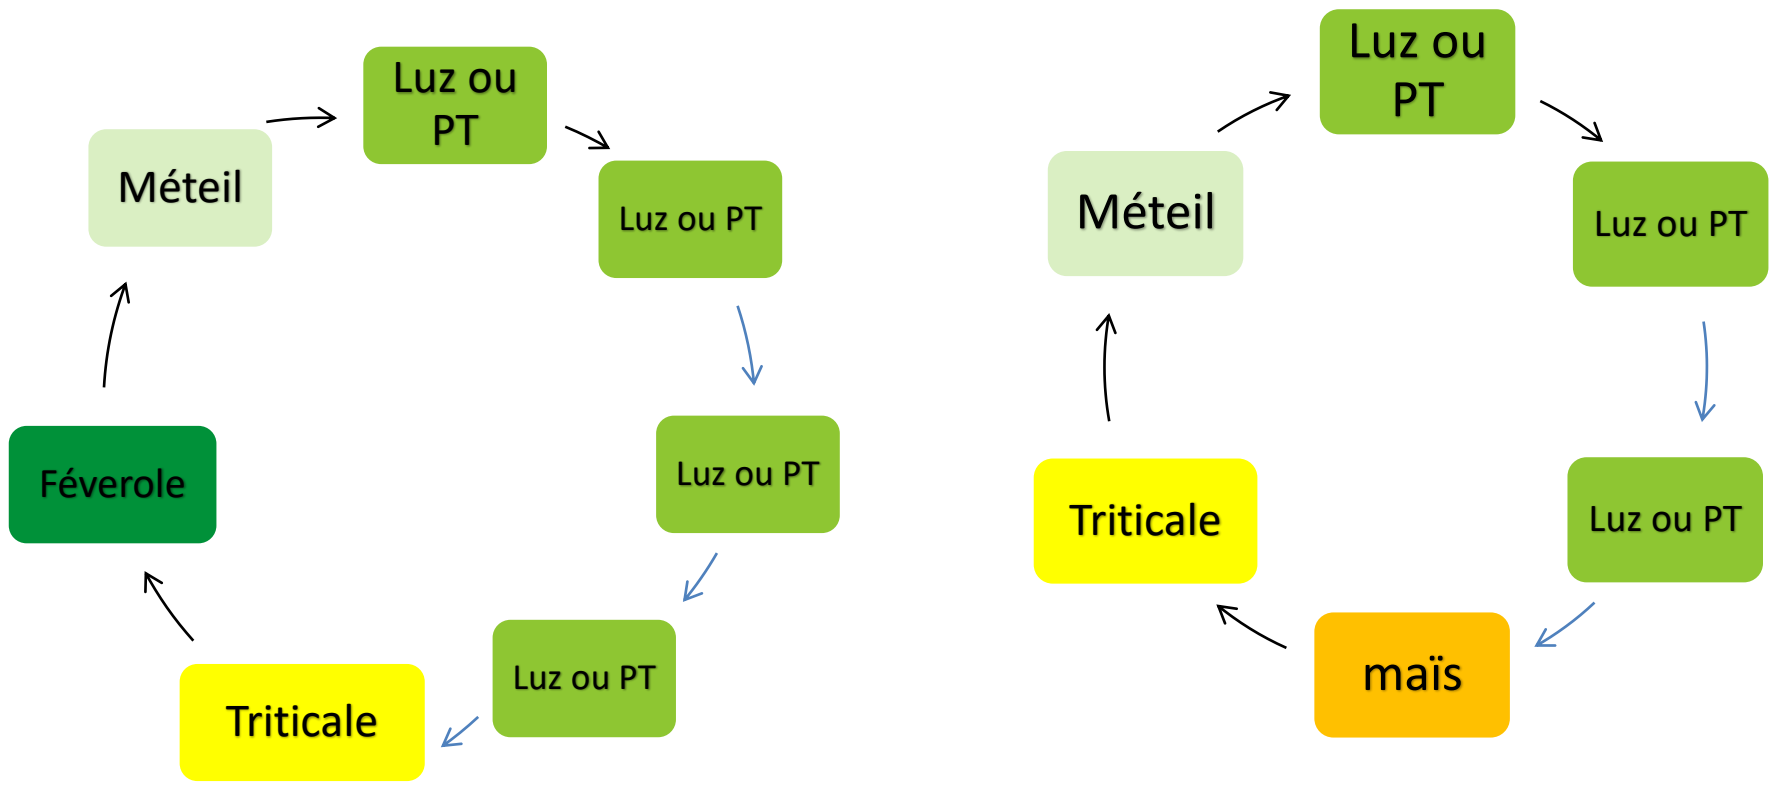 Luz ou
PT
Luz ou PT
Luz ou PT
Luz ou PT
Triticale
Féverole
Méteil
Luz ou
PT
Luz ou PT
Luz ou PT
maïs
Triticale
Méteil